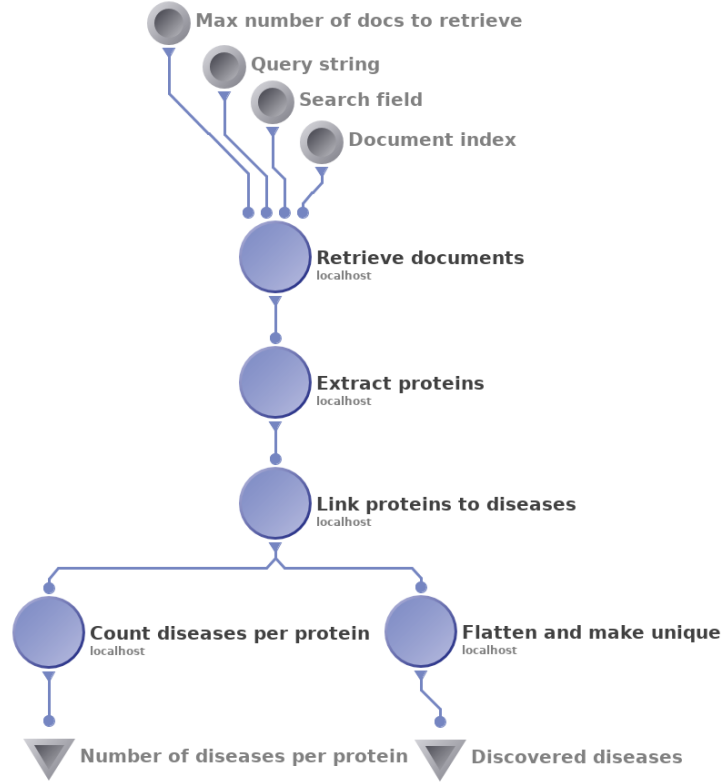 Max number of docs to retrieve
Query string
Search field
Document index
Retrieve documents
localhost
Extract proteins
localhost
Link proteins to diseases
localhost
Count diseases per protein
localhost
Flatten and make unique
localhost
Number of diseases per protein
Discovered diseases